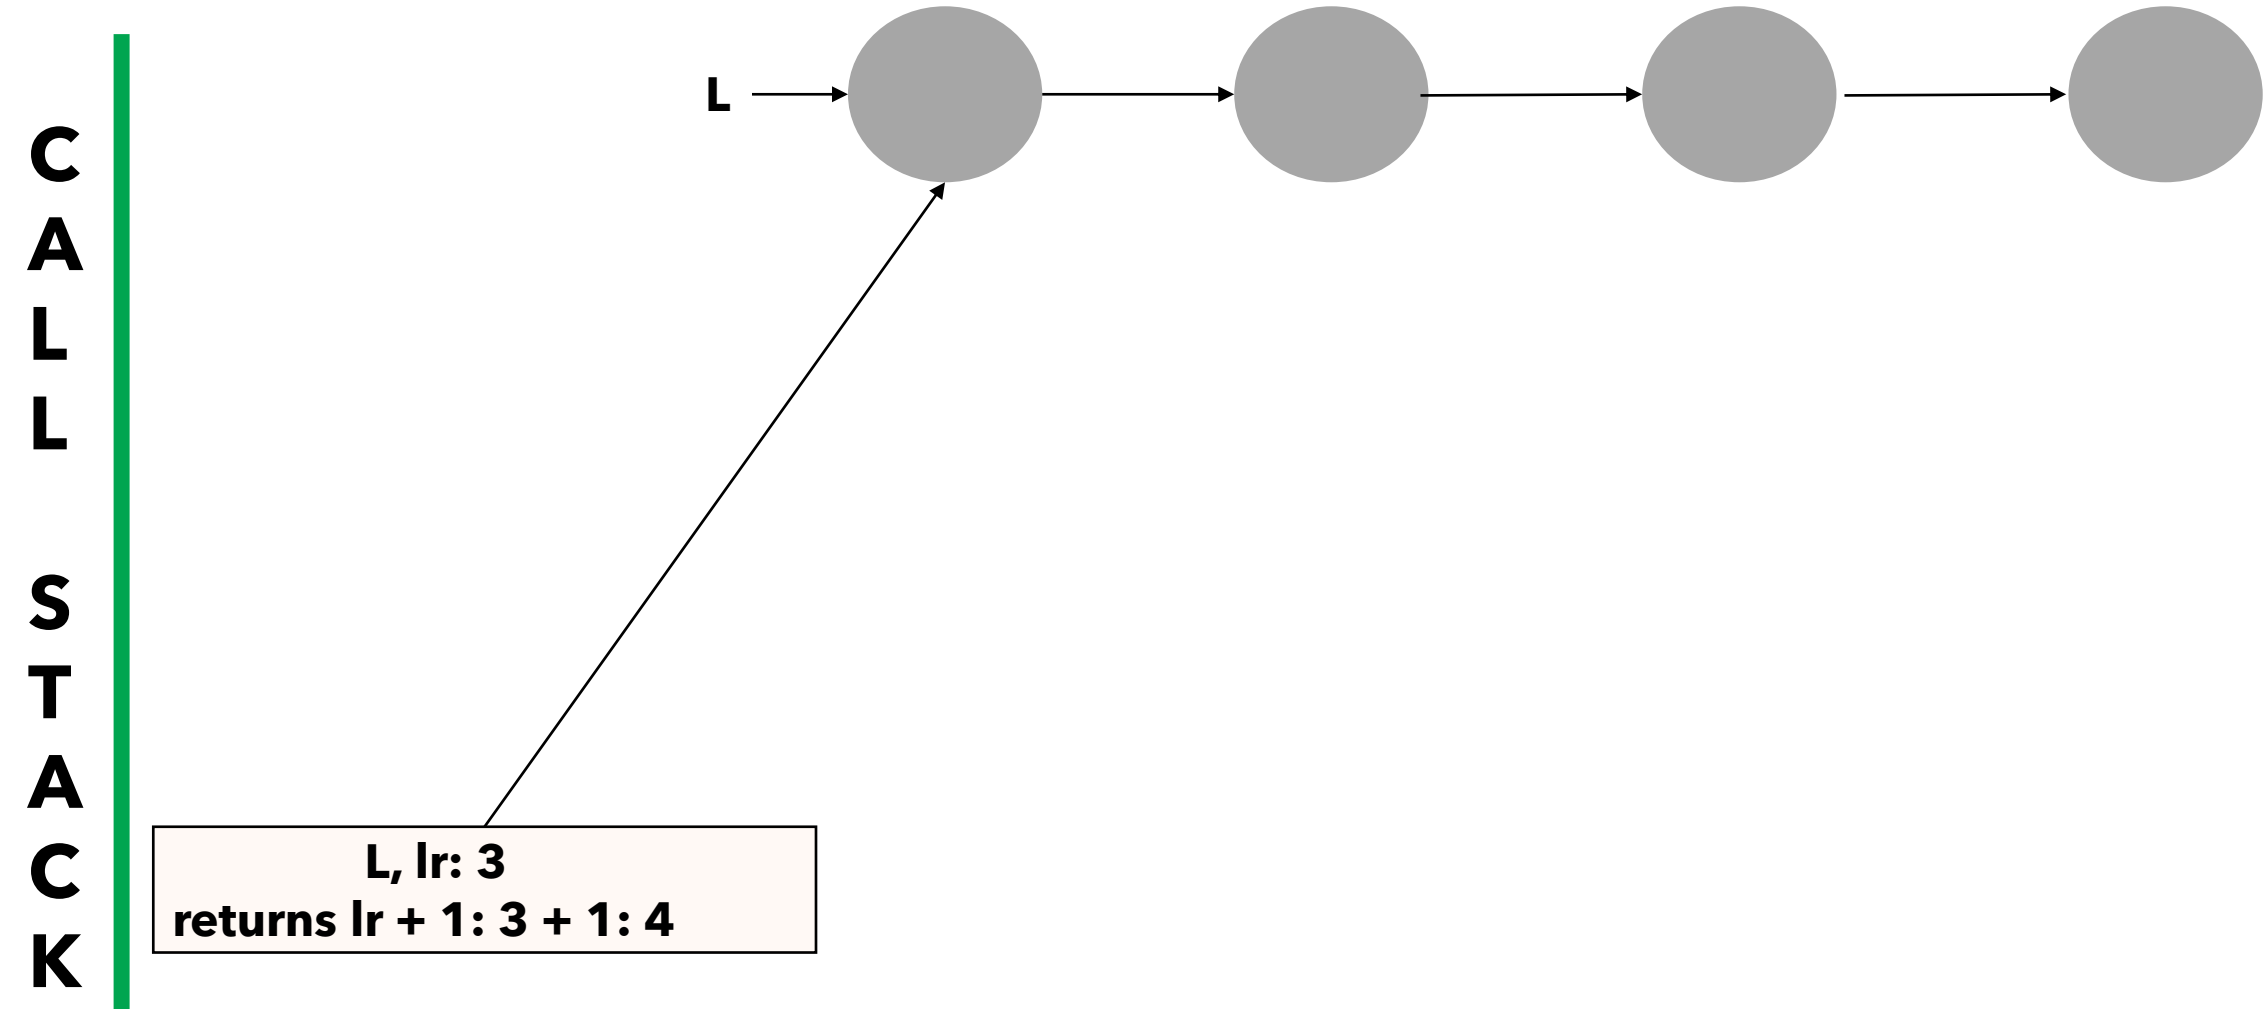 CALL STACK
L
L, lr: 3
returns lr + 1: 3 + 1: 4